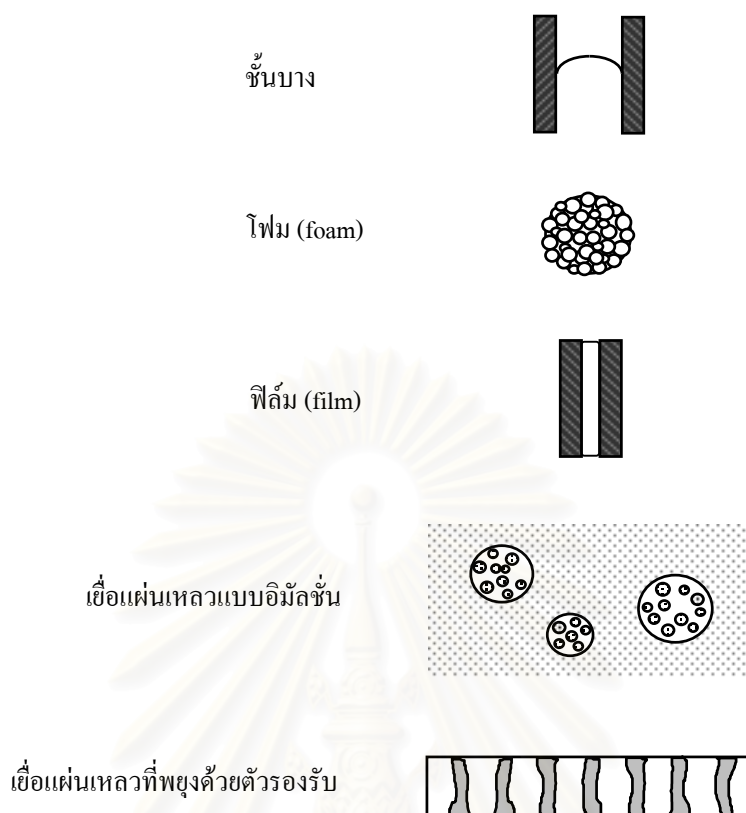 ชั้นบาง
โฟม (foam)
ฟิล์ม (film)
เยื่อแผ่นเหลวแบบอิมัลชั่น
เยื่อแผ่นเหลวที่พยุงด้วยตัวรองรับ